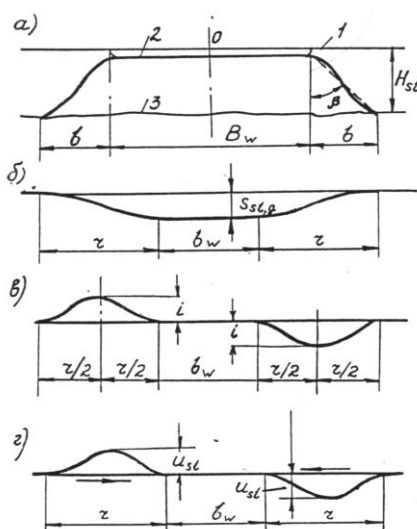 а) 2 0 1
H_sl
3 β
b B_w b
б)
S_sl,g
r b_w r
в)
i i
r/2 r/2 b_w r/2 r/2
г)
u_sl u_sl
r b_w r